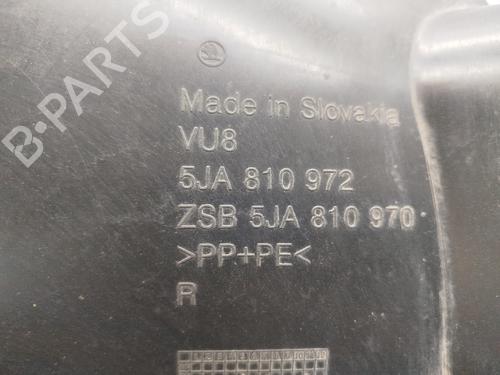 B-PARTS
Made in Slovakia
VU8
5JA 810 972
ZSB 5JA 810 970
>PP+PE<
R